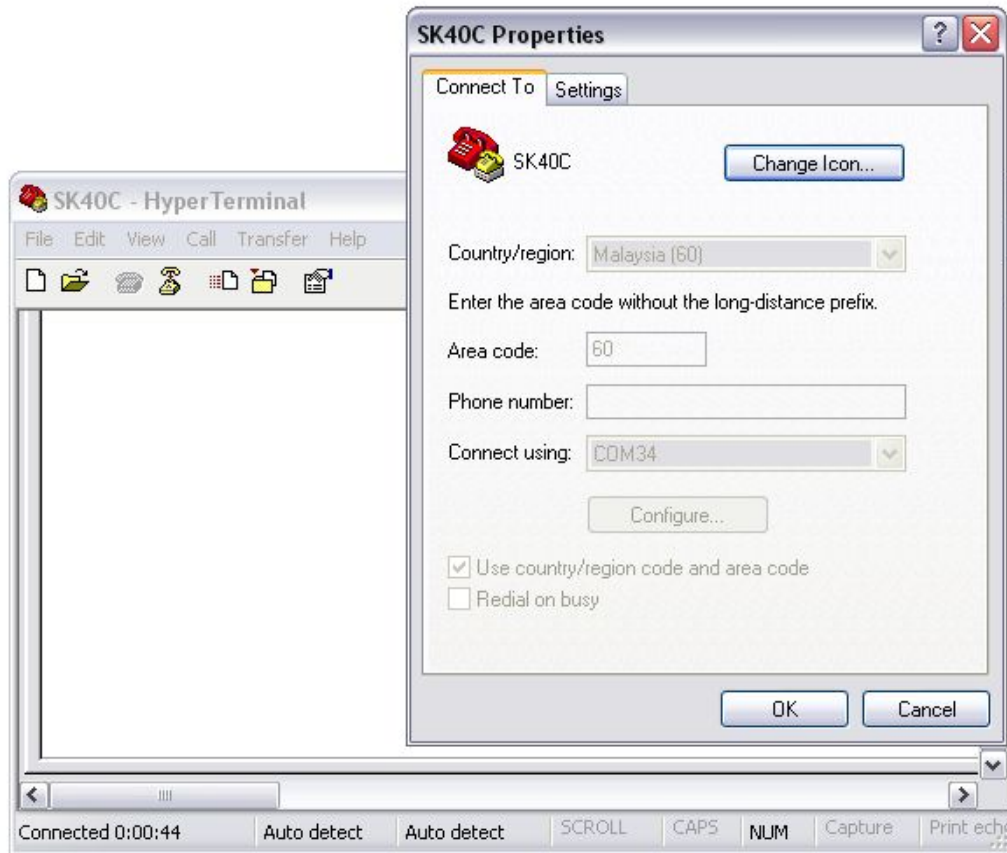 SK40C Properties
Connect To
Settings
SK40C
Change Icon...
Country/region: Malaysia (60)
Enter the area code without the long-distance prefix.
Area code: 60
Phone number:
Connect using: COM34
Configure...
Use country/region code and area code
Redial on busy
OK
Cancel
SK40C - HyperTerminal
File Edit View Call Transfer Help
Connected 0:00:44 Auto detect Auto detect SCROLL CAPS NUM Capture Print echo